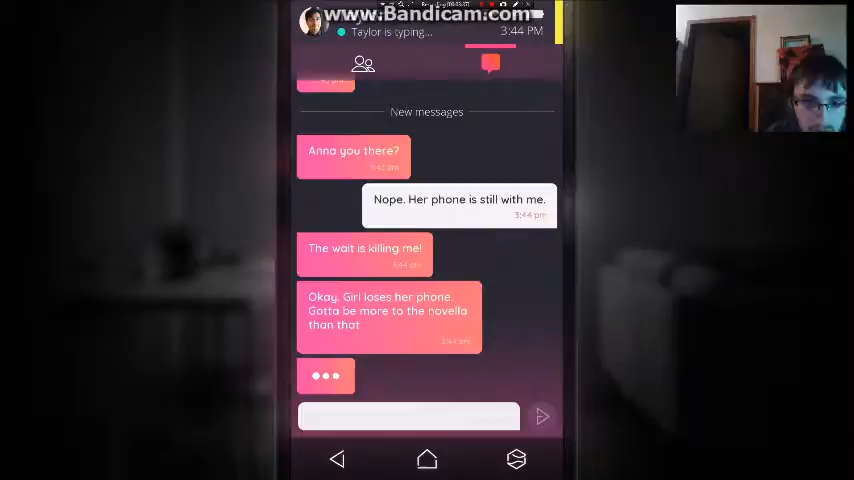 www.Bandicam.com
Taylor is typing...
3:44 PM
New messages
Anna you there?
3:43 pm
Nope. Her phone is still with me.
3:44 pm
The wait is killing me!
3:44 pm
Okay. Girl loses her phone.
Gotta be more to the novella
than that
3:44 pm